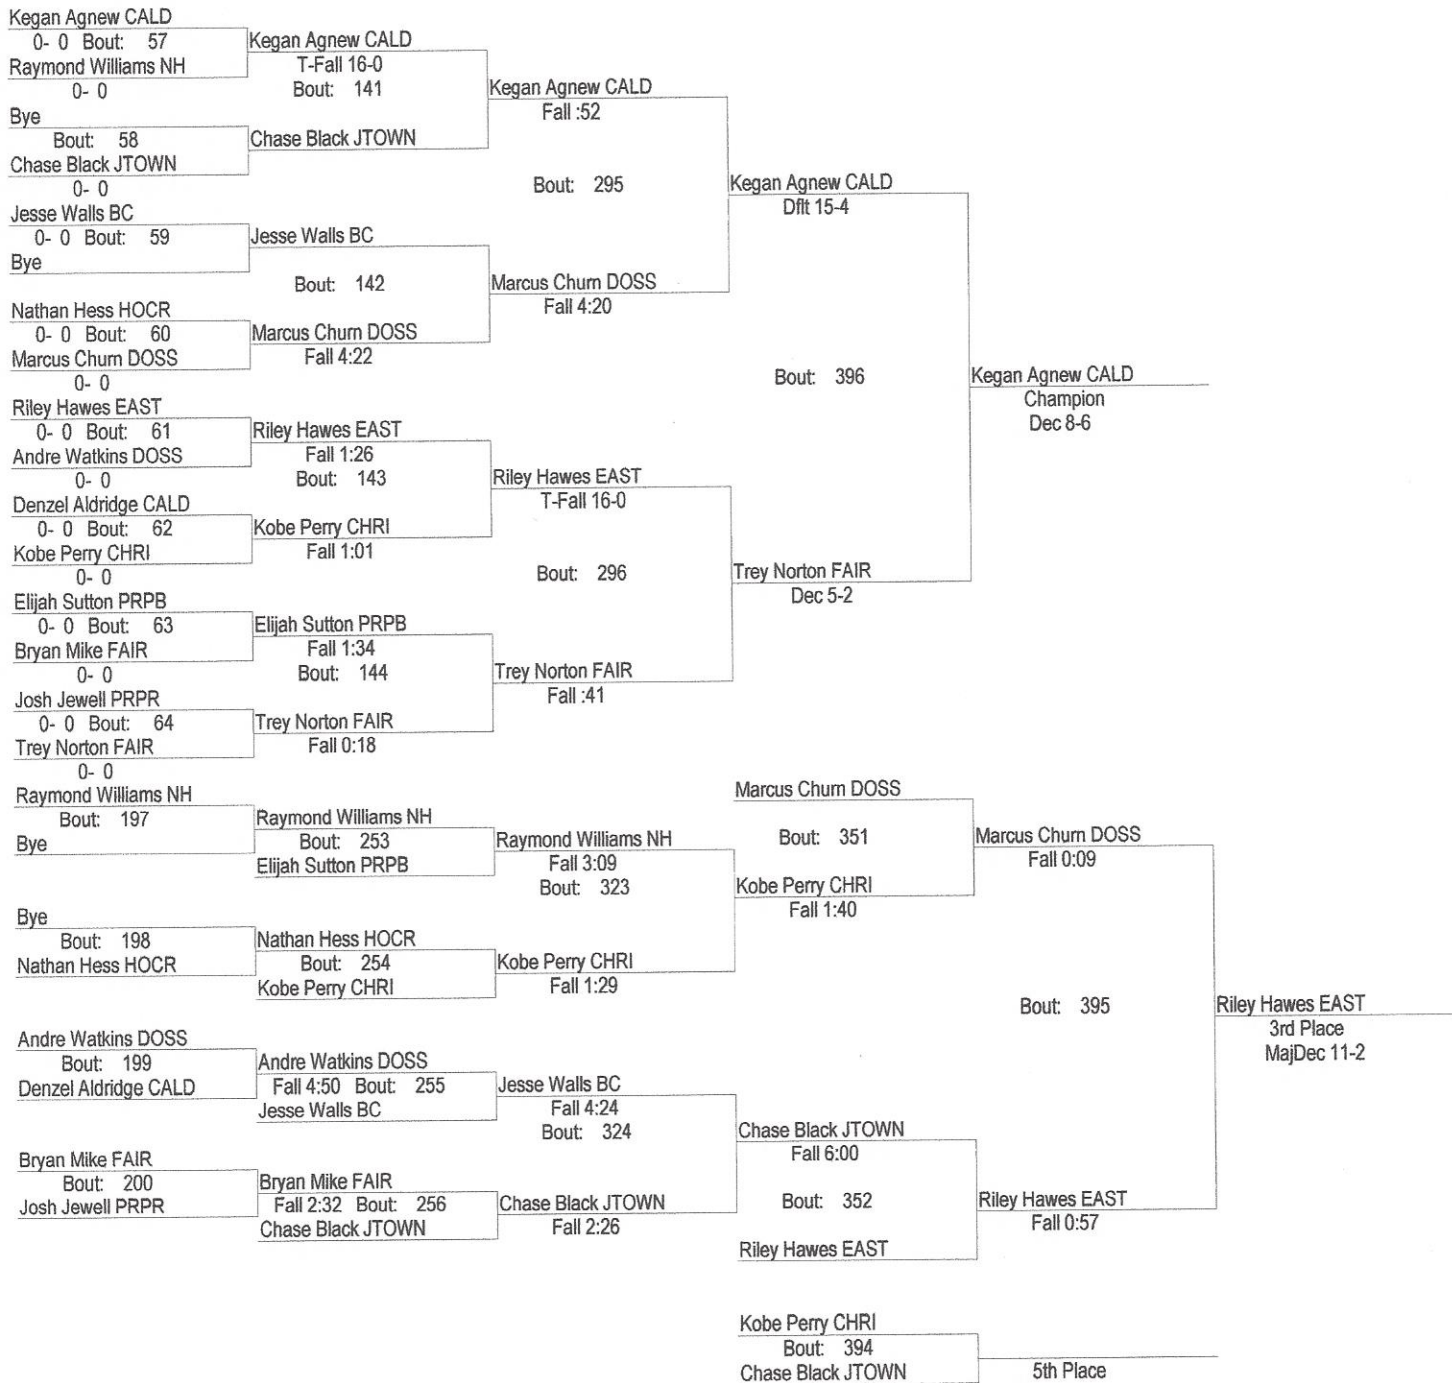 Kegan Agnew CALD
0- 0 Bout: 57
Raymond Williams NH
0- 0
Bye
Bout: 58
Chase Black JTOWN
0- 0
Jesse Walls BC
0- 0 Bout: 59
Bye
Nathan Hess HOCR
0- 0 Bout: 60
Marcus Churn DOSS
0- 0
Riley Hawes EAST
0- 0 Bout: 61
Andre Watkins DOSS
0- 0
Denzel Aldridge CALD
0- 0 Bout: 62
Kobe Perry CHRI
0- 0
Elijah Sutton PRPB
0- 0 Bout: 63
Bryan Mike FAIR
0- 0
Josh Jewell PRPR
0- 0 Bout: 64
Trey Norton FAIR
0- 0
Kegan Agnew CALD
T-Fall 16-0
Bout: 141
Chase Black JTOWN
Jesse Walls BC
Bout: 142
Marcus Churn DOSS
Fall 4:22
Riley Hawes EAST
Fall 1:26
Bout: 143
Kobe Perry CHRI
Fall 1:01
Elijah Sutton PRPB
Fall 1:34
Bout: 144
Trey Norton FAIR
Fall 0:18
Kegan Agnew CALD
Fall :52
Bout: 295
Marcus Churn DOSS
Fall 4:20
Riley Hawes EAST
T-Fall 16-0
Bout: 296
Trey Norton FAIR
Fall :41
Kegan Agnew CALD
Dflt 15-4
Bout: 396
Trey Norton FAIR
Dec 5-2
Kegan Agnew CALD
Champion
Dec 8-6
Raymond Williams NH
Bout: 197
Bye
Bye
Bout: 198
Nathan Hess HOCR
Andre Watkins DOSS
Bout: 199
Denzel Aldridge CALD
Bryan Mike FAIR
Bout: 200
Josh Jewell PRPR
Raymond Williams NH
Bout: 253
Elijah Sutton PRPB
Nathan Hess HOCR
Bout: 254
Kobe Perry CHRI
Andre Watkins DOSS
Fall 4:50 Bout: 255
Jesse Walls BC
Bryan Mike FAIR
Fall 2:32 Bout: 256
Chase Black JTOWN
Raymond Williams NH
Fall 3:09
Bout: 323
Kobe Perry CHRI
Fall 1:29
Jesse Walls BC
Fall 4:24
Bout: 324
Chase Black JTOWN
Fall 2:26
Marcus Churn DOSS
Bout: 351
Kobe Perry CHRI
Fall 1:40
Chase Black JTOWN
Fall 6:00
Bout: 352
Riley Hawes EAST
Marcus Churn DOSS
Fall 0:09
Bout: 395
Riley Hawes EAST
Fall 0:57
Riley Hawes EAST
3rd Place
MajDec 11-2
Kobe Perry CHRI
Bout: 394
Chase Black JTOWN
5th Place